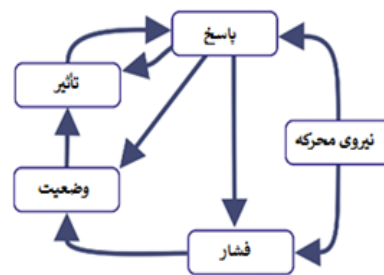 پاسخ
تأثیر
نیروی محرکه
وضعیت
فشار